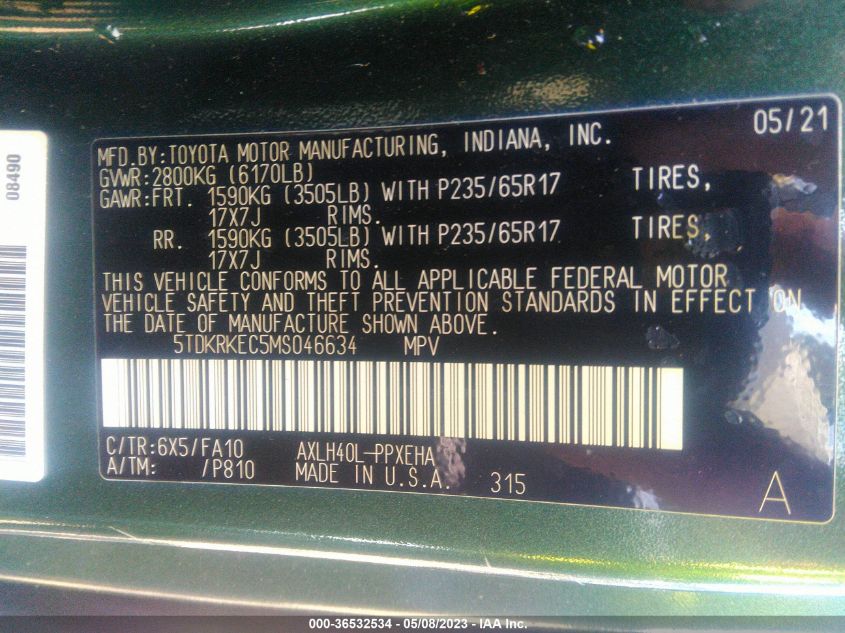 08490
05/21
MFD.BY:TOYOTA MOTOR MANUFACTURING, INDIANA, INC.
GVWR:2800KG (6170LB)
GAWR:FRT. 1590KG (3505LB) WITH P235/65R17 TIRES,
17X7J RIMS.
RR. 1590KG (3505LB) WITH P235/65R17 TIRES,
17X7J RIMS.
THIS VEHICLE CONFORMS TO ALL APPLICABLE FEDERAL MOTOR
VEHICLE SAFETY AND THEFT PREVENTION STANDARDS IN EFFECT ON
THE DATE OF MANUFACTURE SHOWN ABOVE.
5TDKRKEC5MS046634 MPV
C/TR:6X5/FA10 AXLH40L-PPXEHA
A/TM: /P810 MADE IN U.S.A. 315
A
000-36532534 - 05/08/2023 - IAA Inc.